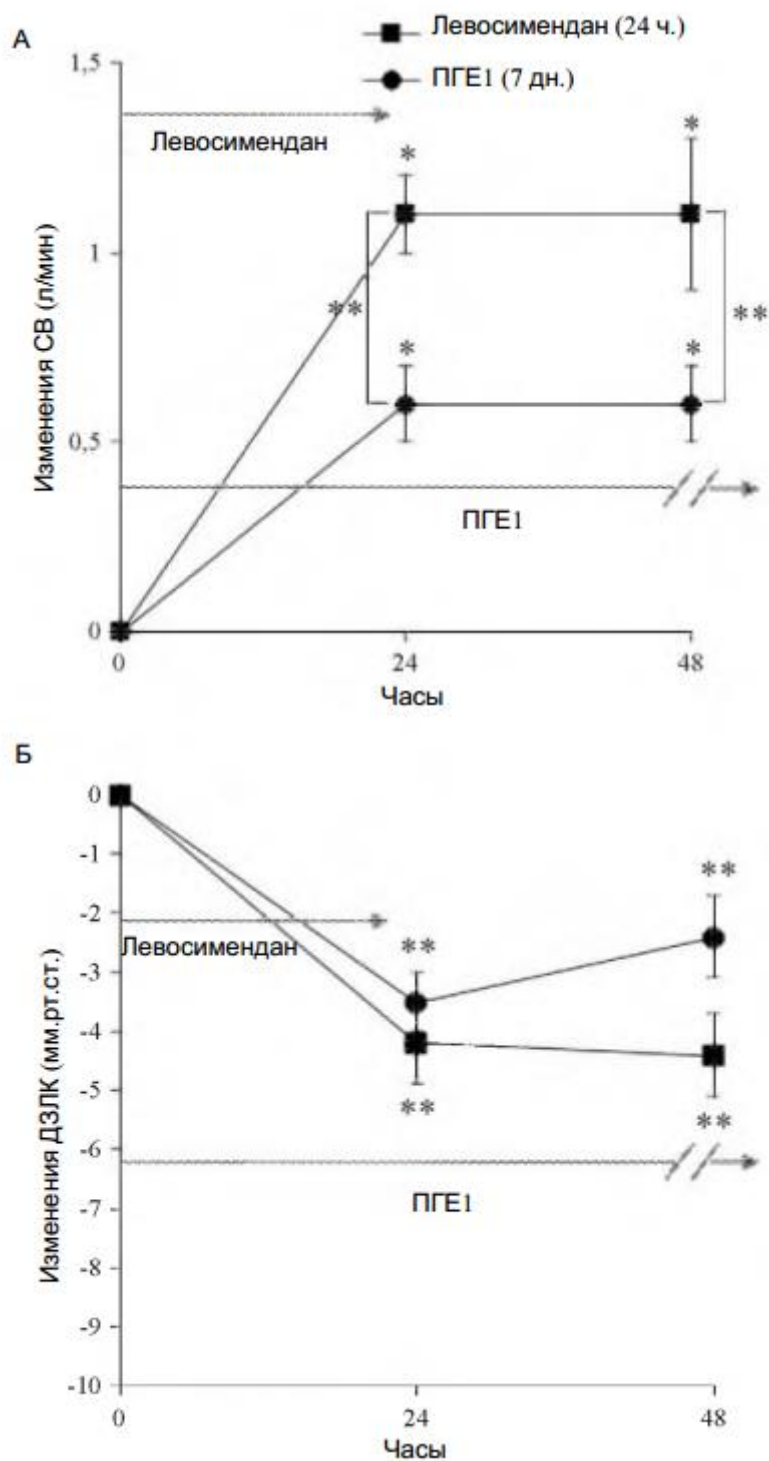 А
Левосимендан (24 ч.)
ПГЕ1 (7 дн.)
1,5
Левосимендан
*
*
1
**
**
*
*
0,5
ПГЕ1
0
0
24
48
Часы
Изменения СВ (л/мин)
Б
0
-1
-2
-3
-4
-5
-6
-7
-8
-9
-10
Левосимендан
**
**
**
**
ПГЕ1
0
24
48
Часы
Изменения ДЗЛК (мм.рт.ст.)